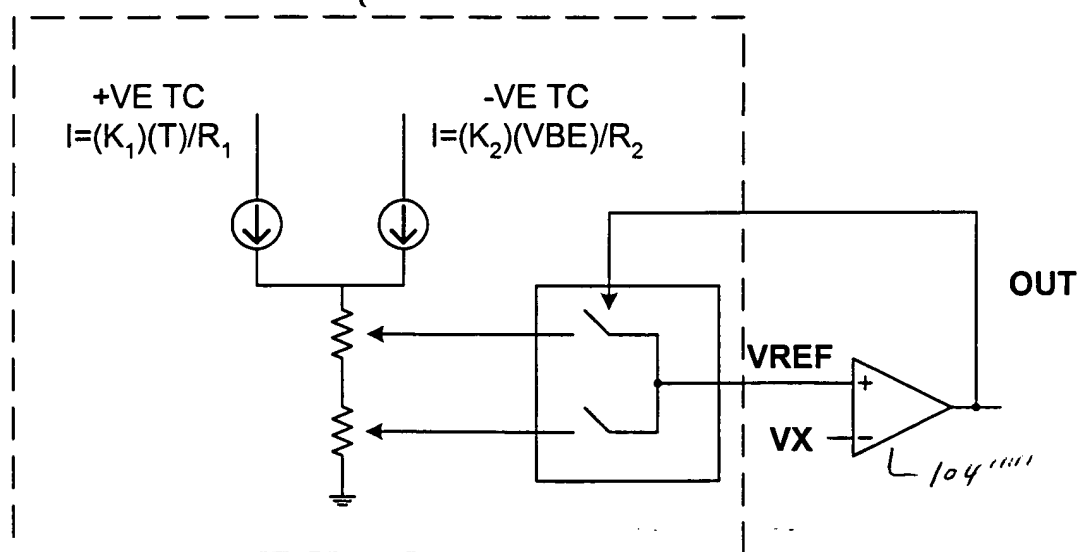 +VE TC
I=(K₁)(T)/R₁
-VE TC
I=(K₂)(VBE)/R₂
OUT
VREF
+
VX
-
104'''''